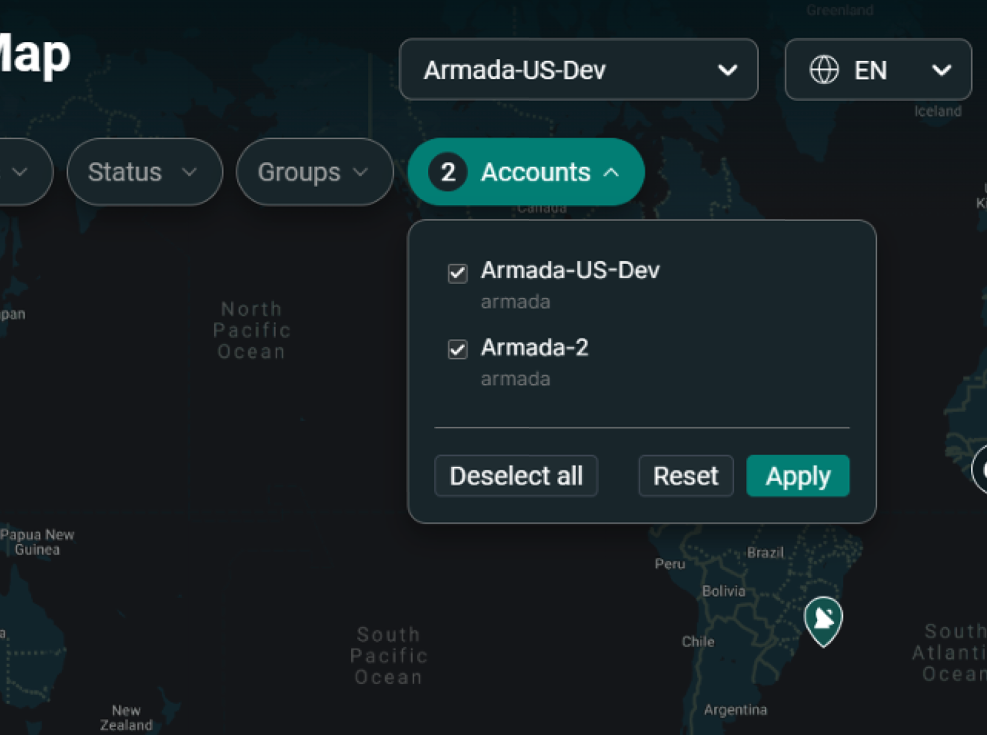 Greenland
Map
Armada-US-Dev
EN
Iceland
Status
Groups
2 Accounts
Canada
Armada-US-Dev
armada
Armada-2
armada
North
Pacific
Ocean
Deselect all
Reset
Apply
Papua New
Guinea
Brazil
Peru
Bolivia
Chile
South
Pacific
Ocean
South
Ocean
New
Zealand
Argentina